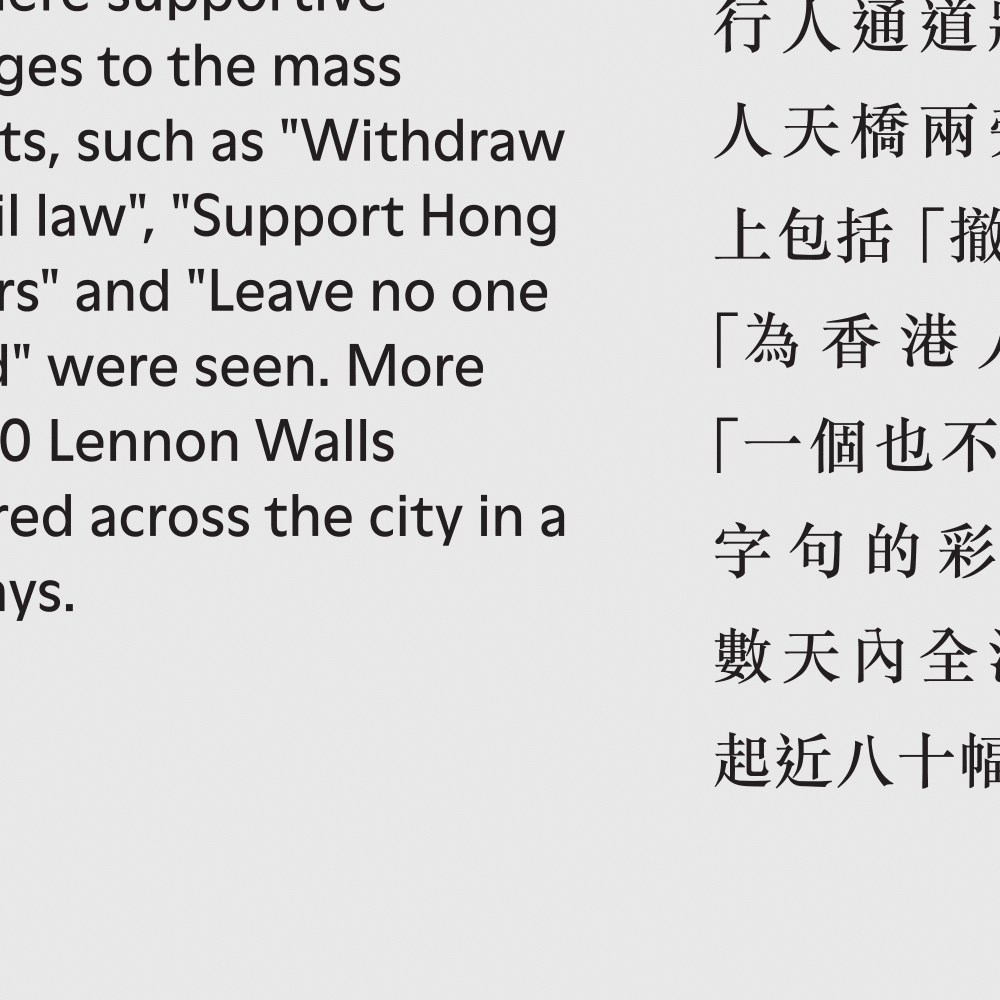 supportive
ges to the mass
ts, such as "Withdraw
il law", "Support Hong
rs" and "Leave no one
d" were seen. More
0 Lennon Walls
red across the city in a
ays.
行人通道
人天橋兩
上包括「撤
「為香港
「一個也不
字句的彩
數天內全
起近八十幅